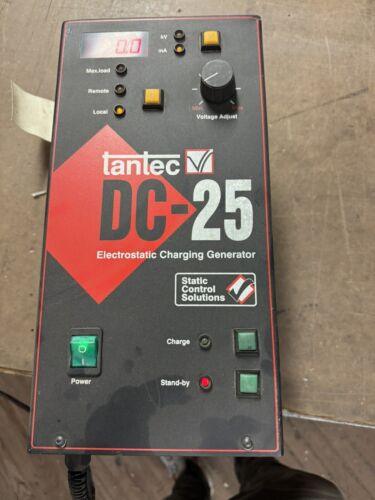 0.0
kV
mA
Max.load
Remote
Local
Min
Voltage Adjust
tantec
DC-25
Electrostatic Charging Generator
Static
Control
Solutions
Charge
Power
Stand-by